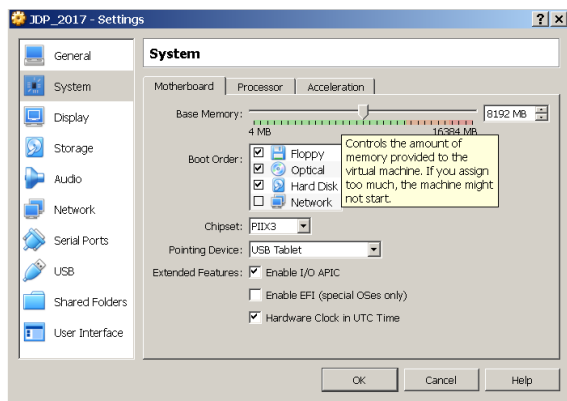 JDP_2017 - Settings
General
System
Display
Storage
Audio
Network
Serial Ports
USB
Shared Folders
User Interface
System
Motherboard Processor Acceleration
Base Memory: 8192 MB
4 MB 16384 MB
Controls the amount of
memory provided to the
virtual machine. If you assign
too much, the machine might
not start.
Boot Order:
Floppy
Optical
Hard Disk
Network
Chipset: PIIX3
Pointing Device: USB Tablet
Extended Features: Enable I/O APIC
Enable EFI (special OSes only)
Hardware Clock in UTC Time
OK Cancel Help